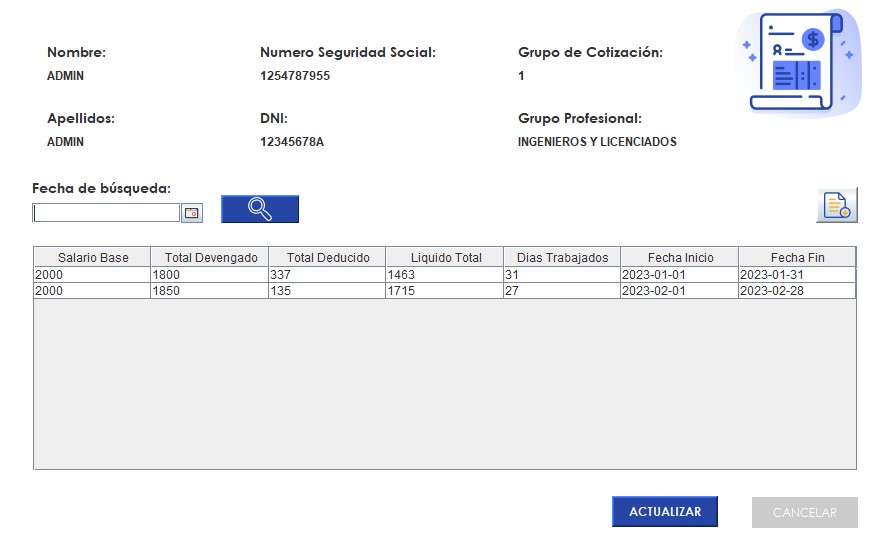 Nombre: Numero Seguridad Social: Grupo de Cotización:
ADMIN 1254787955 1
Apellidos: DNI: Grupo Profesional:
ADMIN 12345678A INGENIEROS Y LICENCIADOS
Fecha de búsqueda:
Salario Base Total Devengado Total Deducido Liquido Total Dias Trabajados Fecha Inicio Fecha Fin
2000 1800 337 1463 31 2023-01-01 2023-01-31
2000 1850 135 1715 27 2023-02-01 2023-02-28
ACTUALIZAR CANCELAR